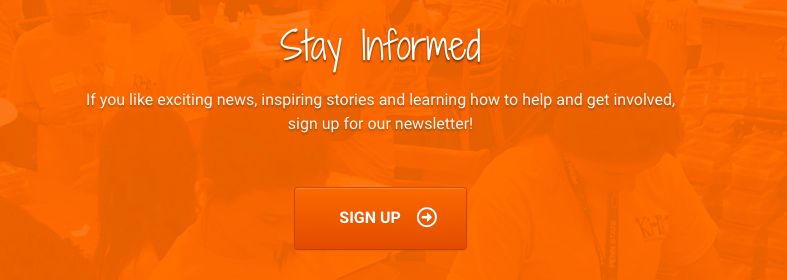 Stay Informed
If you like exciting news, inspiring stories and learning how to help and get involved,
sign up for our newsletter!
SIGN UP